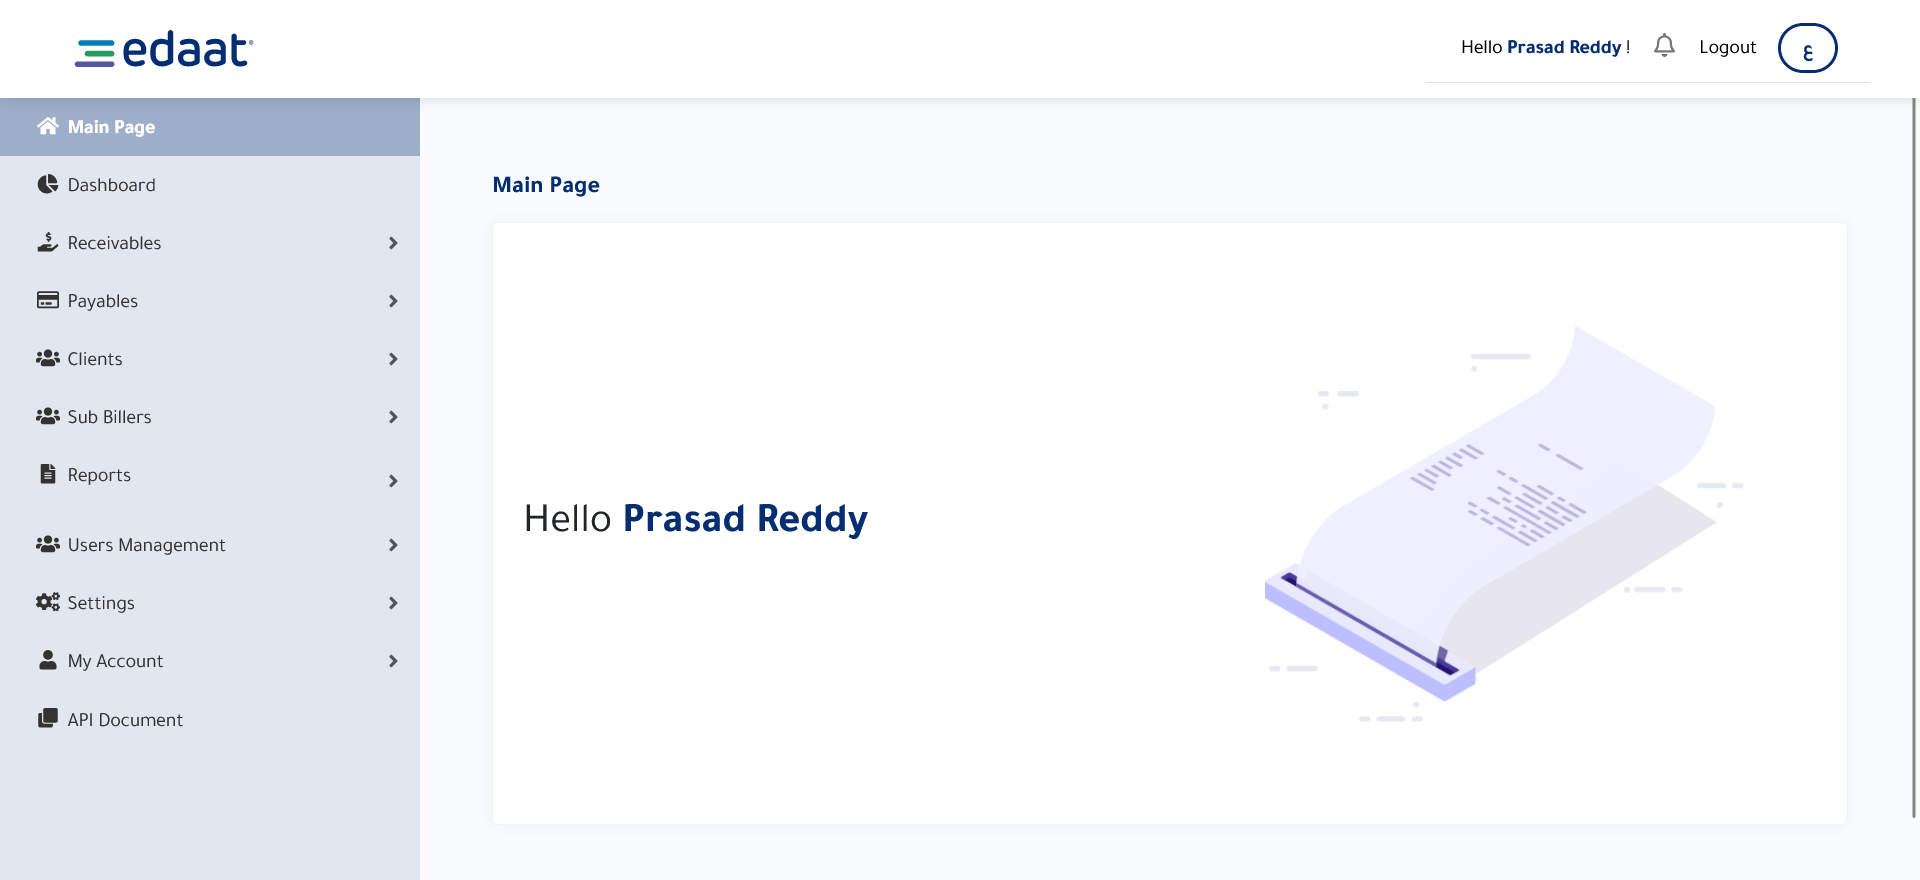 edaat
Hello Prasad Reddy !
Logout
ع
Main Page
Dashboard
Receivables
Payables
Clients
Sub Billers
Reports
Users Management
Settings
My Account
API Document
Main Page
Hello Prasad Reddy